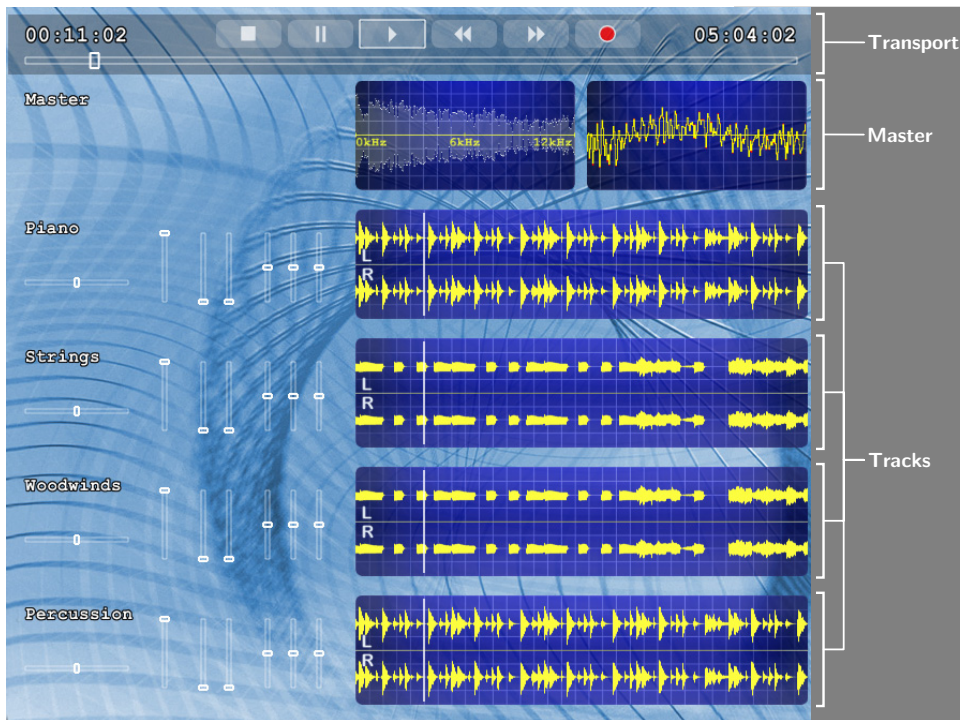 00:11:02
05:04:02
Transport
Master
0kHz
6kHz
12kHz
Master
Piano
L
R
Strings
L
R
Tracks
Woodwinds
L
R
Percussion
L
R